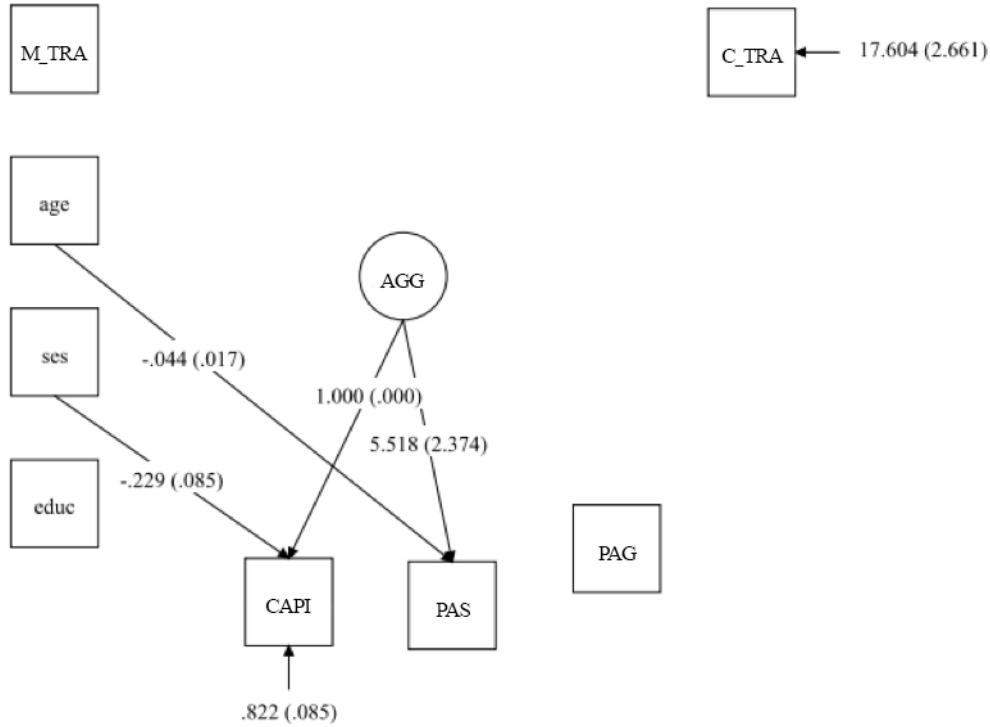 M_TRA
C_TRA
17.604 (2.661)
age
AGG
ses
-.044 (.017)
1.000 (.000)
5.518 (2.374)
-.229 (.085)
educ
PAG
CAPI
PAS
.822 (.085)